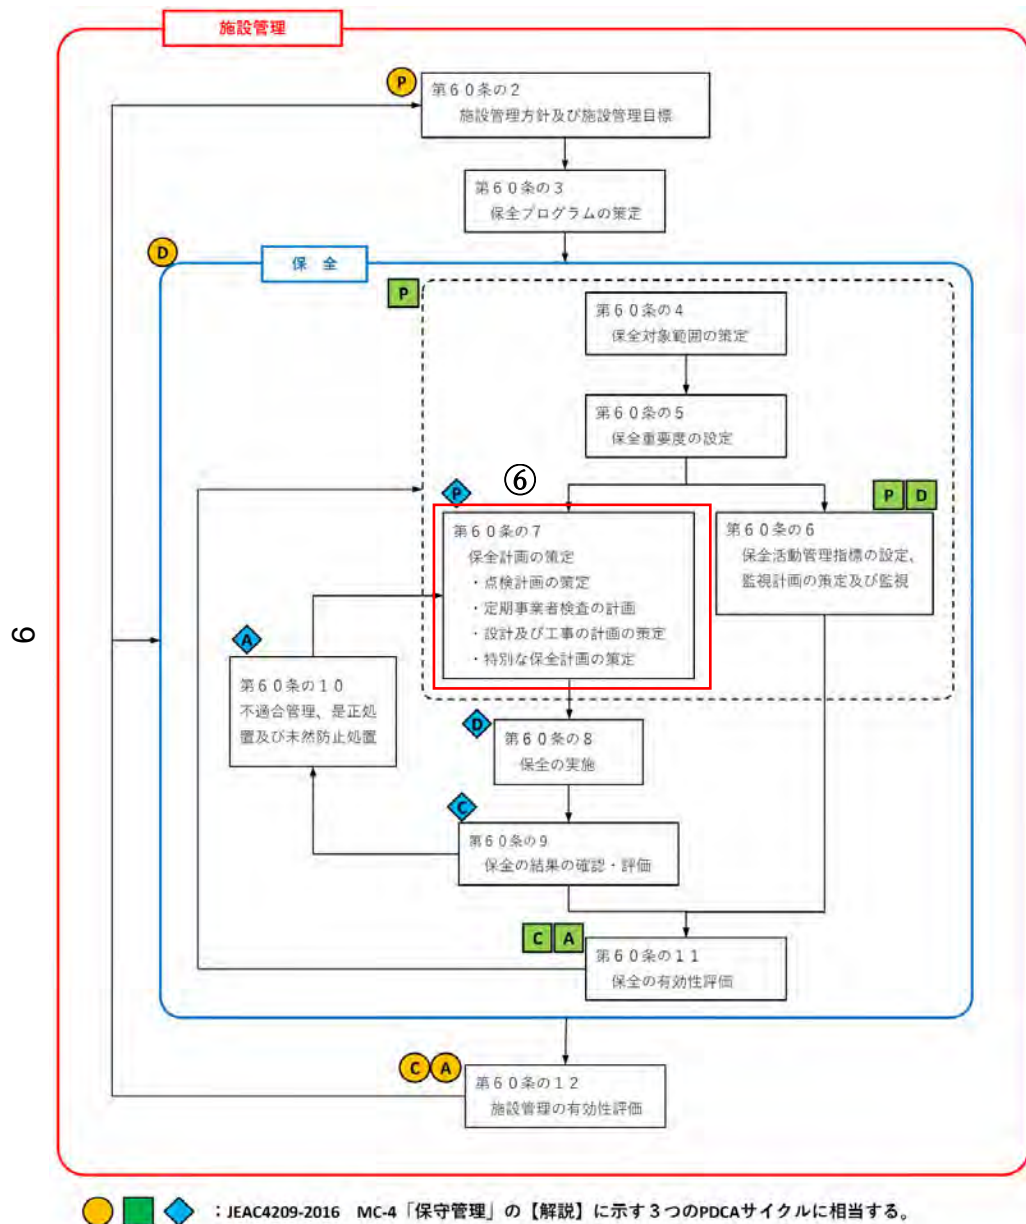 施設管理
P
第60条の2
施設管理方針及び施設管理目標
第60条の3
保全プログラムの策定
D
保 全
P
第60条の4
保全対象範囲の策定
第60条の5
保全重要度の設定
⑥
P
第60条の7
保全計画の策定
・点検計画の策定
・定期事業者検査の計画
・設計及び工事の計画の策定
・特別な保全計画の策定
P D
第60条の6
保全活動管理指標の設定、
監視計画の策定及び監視
A
第60条の10
不適合管理、是正処
置及び未然防止処置
D
第60条の8
保全の実施
C
第60条の9
保全の結果の確認・評価
C A
第60条の11
保全の有効性評価
C A
第60条の12
施設管理の有効性評価
:JEAC4209-2016 MC-4「保守管理」の【解説】に示す3つのPDCAサイクルに相当する。
9